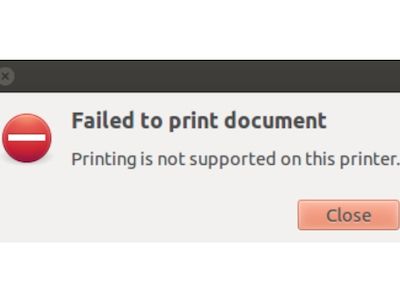 Failed to print document
Printing is not supported on this printer.
Close